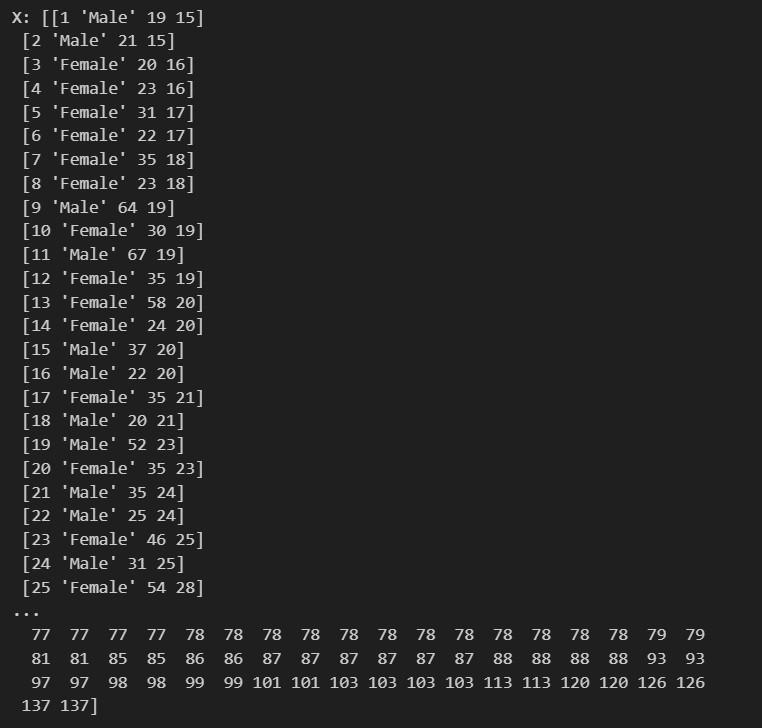 X: [[1 'Male' 19 15]
[2 'Male' 21 15]
[3 'Female' 20 16]
[4 'Female' 23 16]
[5 'Female' 31 17]
[6 'Female' 22 17]
[7 'Female' 35 18]
[8 'Female' 23 18]
[9 'Male' 64 19]
[10 'Female' 30 19]
[11 'Male' 67 19]
[12 'Female' 35 19]
[13 'Female' 58 20]
[14 'Female' 24 20]
[15 'Male' 37 20]
[16 'Male' 22 20]
[17 'Female' 35 21]
[18 'Male' 20 21]
[19 'Male' 52 23]
[20 'Female' 35 23]
[21 'Male' 35 24]
[22 'Male' 25 24]
[23 'Female' 46 25]
[24 'Male' 31 25]
[25 'Female' 54 28]
...
77 77 77 77 78 78 78 78 78 78 78 78 78 78 78 78 79 79
81 81 85 85 86 86 87 87 87 87 87 87 88 88 88 88 93 93
97 97 98 98 99 99 101 101 103 103 103 103 113 113 120 120 126 126
137 137]